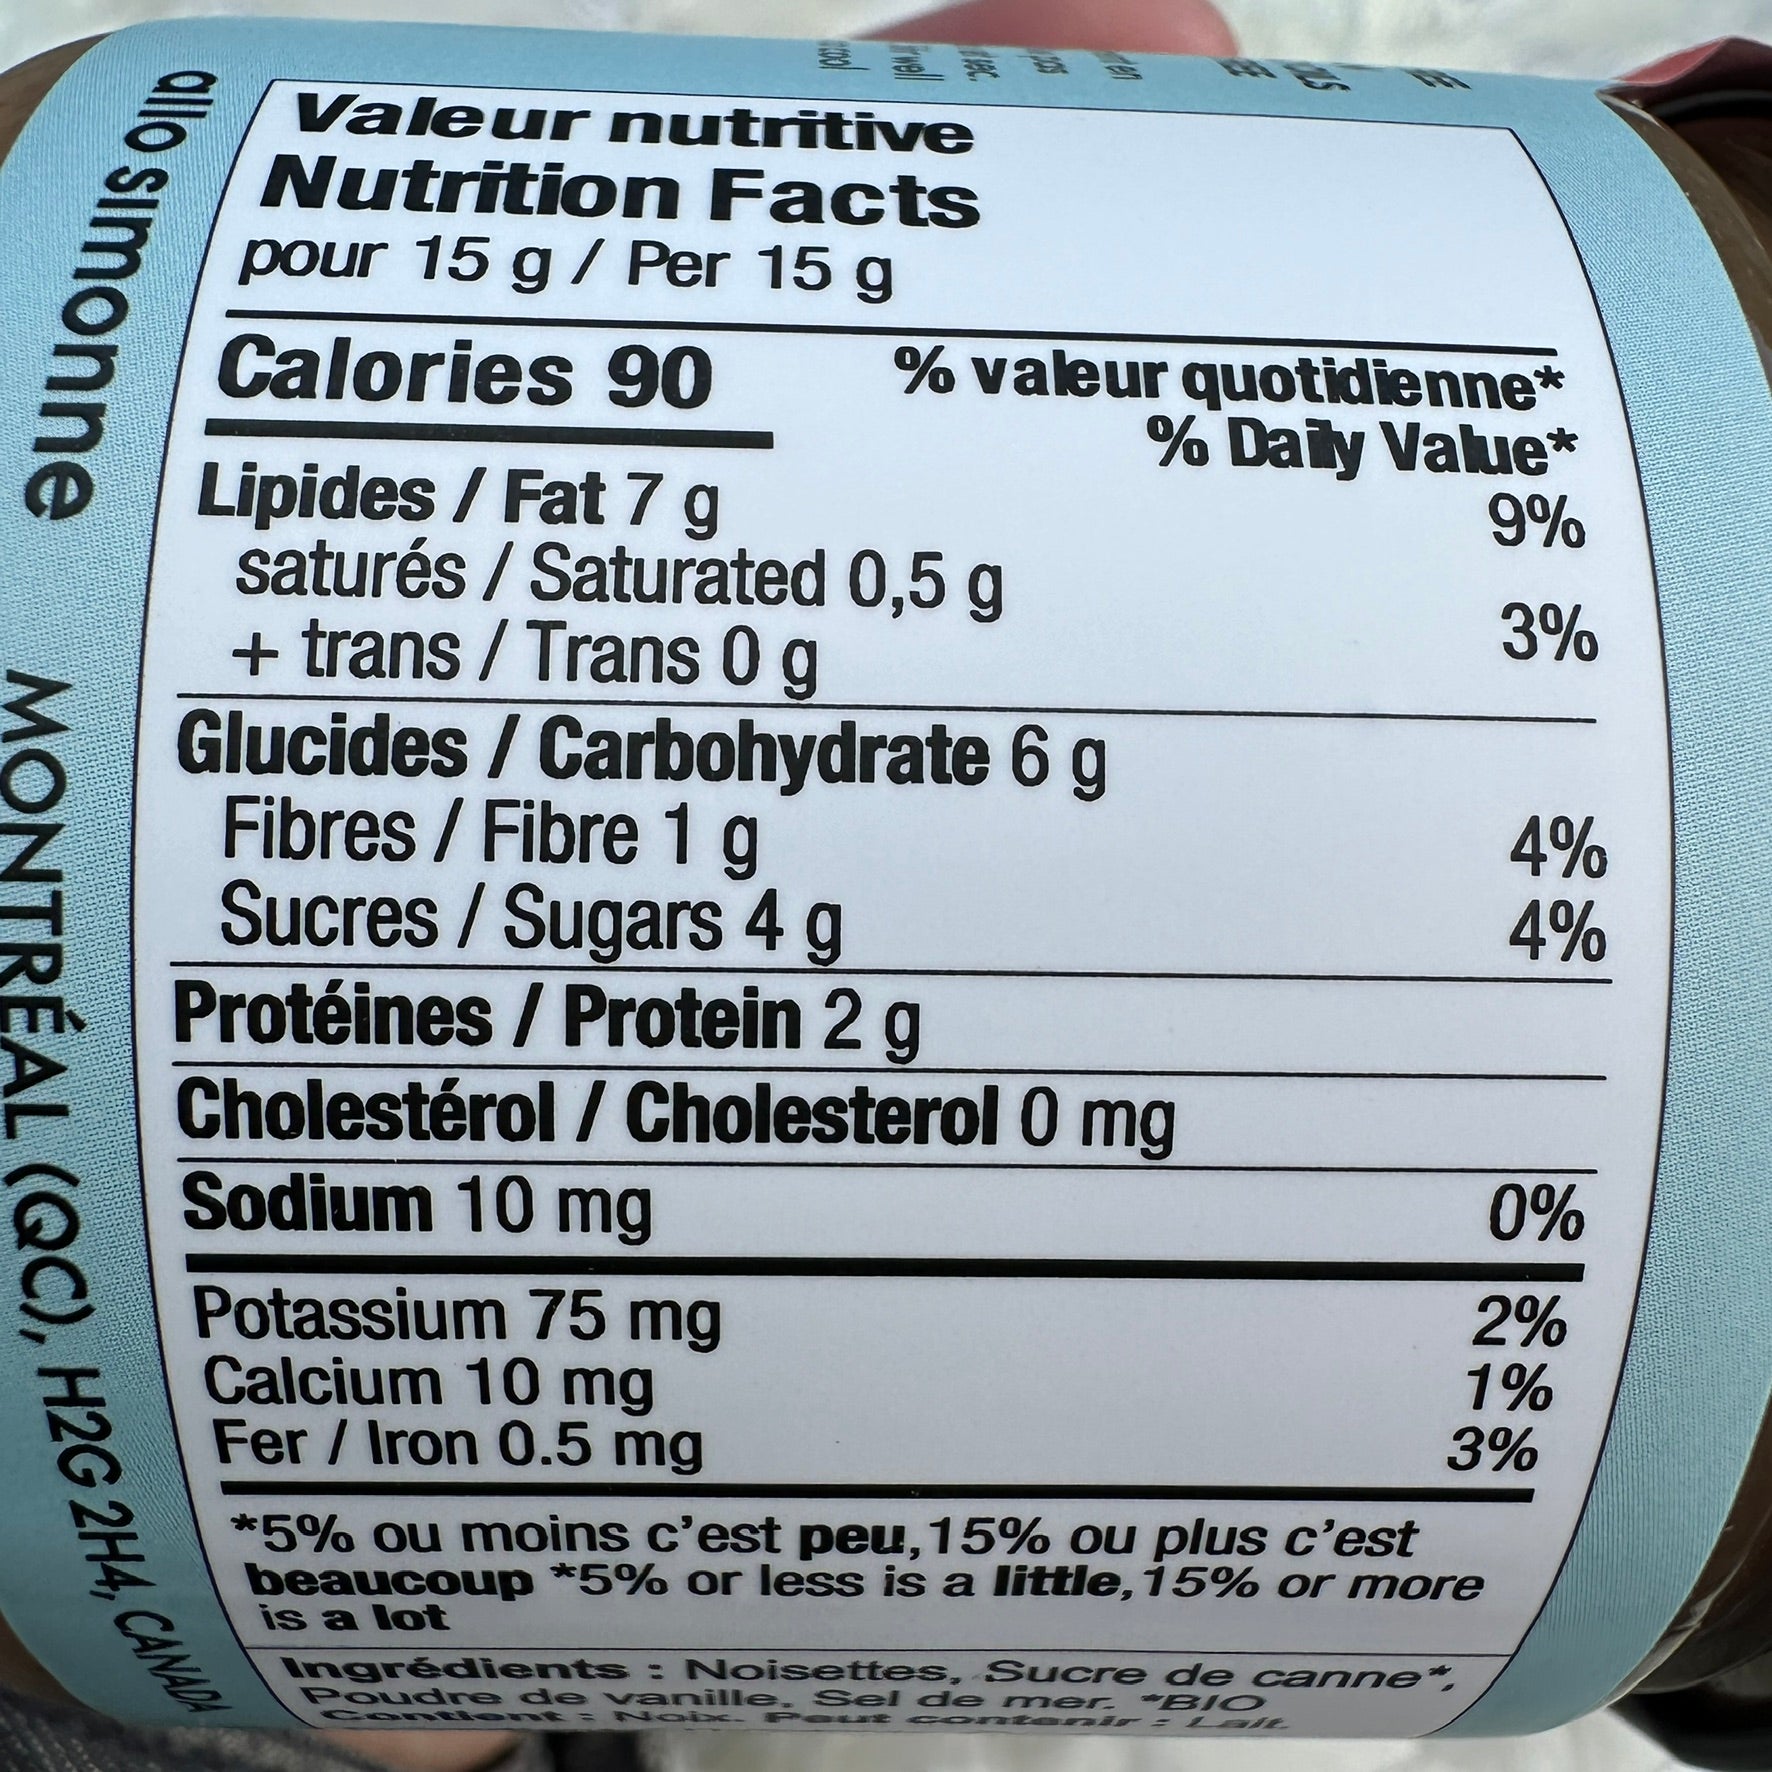 allo simonne
MONTRÉAL (QC), H2G 2H4, CANADA
Valeur nutritive
Nutrition Facts
pour 15 g / Per 15 g
Calories 90
% valeur quotidienne*
% Daily Value*
Lipides / Fat 7 g 9%
saturés / Saturated 0,5 g
+ trans / Trans 0 g 3%
Glucides / Carbohydrate 6 g
Fibres / Fibre 1 g 4%
Sucres / Sugars 4 g 4%
Protéines / Protein 2 g
Cholestérol / Cholesterol 0 mg
Sodium 10 mg 0%
Potassium 75 mg 2%
Calcium 10 mg 1%
Fer / Iron 0.5 mg 3%
*5% ou moins c'est peu, 15% ou plus c'est
beaucoup *5% or less is a little, 15% or more
is a lot
Ingrédients : Noisettes, Sucre de canne*,
Poudre de vanille, Sel de mer. *BIO
Contient : Noix. Peut contenir : Lait.